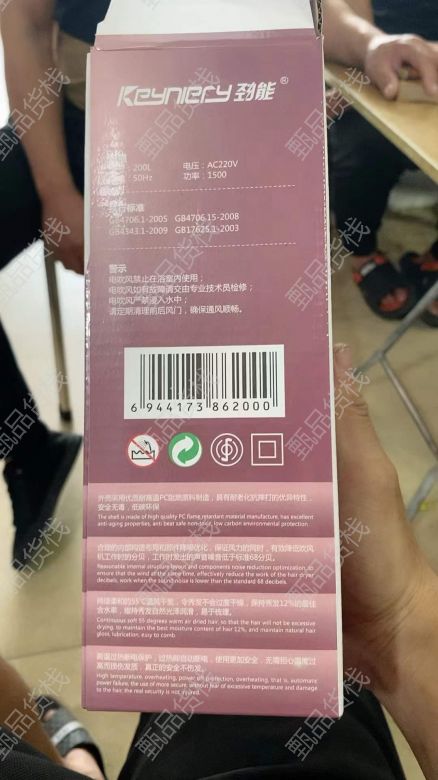 Keyniery 劲能®
200L 电压：AC220V
50Hz 功率：1500
标准
GB4706.1-2005 GB4706.15-2008
GB4343.1-2009 GB17625.1-2003
警示
电吹风禁止在浴室内使用；
电吹风如有故障请交由专业技术员检修；
电吹风严禁浸入水中；
请定期清理前后风门，确保通风顺畅。
6 944173 862000
外壳采用优质耐高温PC阻燃原料制造，具有耐老化抗摔打的优异特性，
安全无毒，低碳环保
The shell is made of high quality PC flame retardant material manufacture, has excellent
anti-aging properties, anti bear safe non-toxic, low carbon environmental protection
合理的内部构造布局和部件降噪优化，保证风力的同时，有效降低吹风
机工作时的分贝，工作时发出的声音噪音低于标准68分贝。
Reasonable internal structure layout and components noise reduction optimization, to
ensure that the wind at the same time, effectively reduce the work of the hair dryer
decibels, work when the sound noise is lower than the standard 68 decibels.
持续柔和的55℃温风干发，令秀发不会过度干燥，保持秀发12%的最佳
含水量，维持秀发自然光泽润滑，易于梳理。
Continuous soft 55 degrees warm air dried hair, so that the hair will not be excessive
drying, to maintain the best moisture content of hair 12%, and maintain natural hair
gloss, lubrication, easy to comb.
高温过热断电保护，过热即自动断电，使用更加安全，无需担心温度过
高而损伤发质，真正的安全不伤发。
High temperature, overheating, power off protection, overheating, that is, automatic
power failure, the use of more secure, without fear of excessive temperature and damage
to the hair, the real security is not injured.
甄品货栈